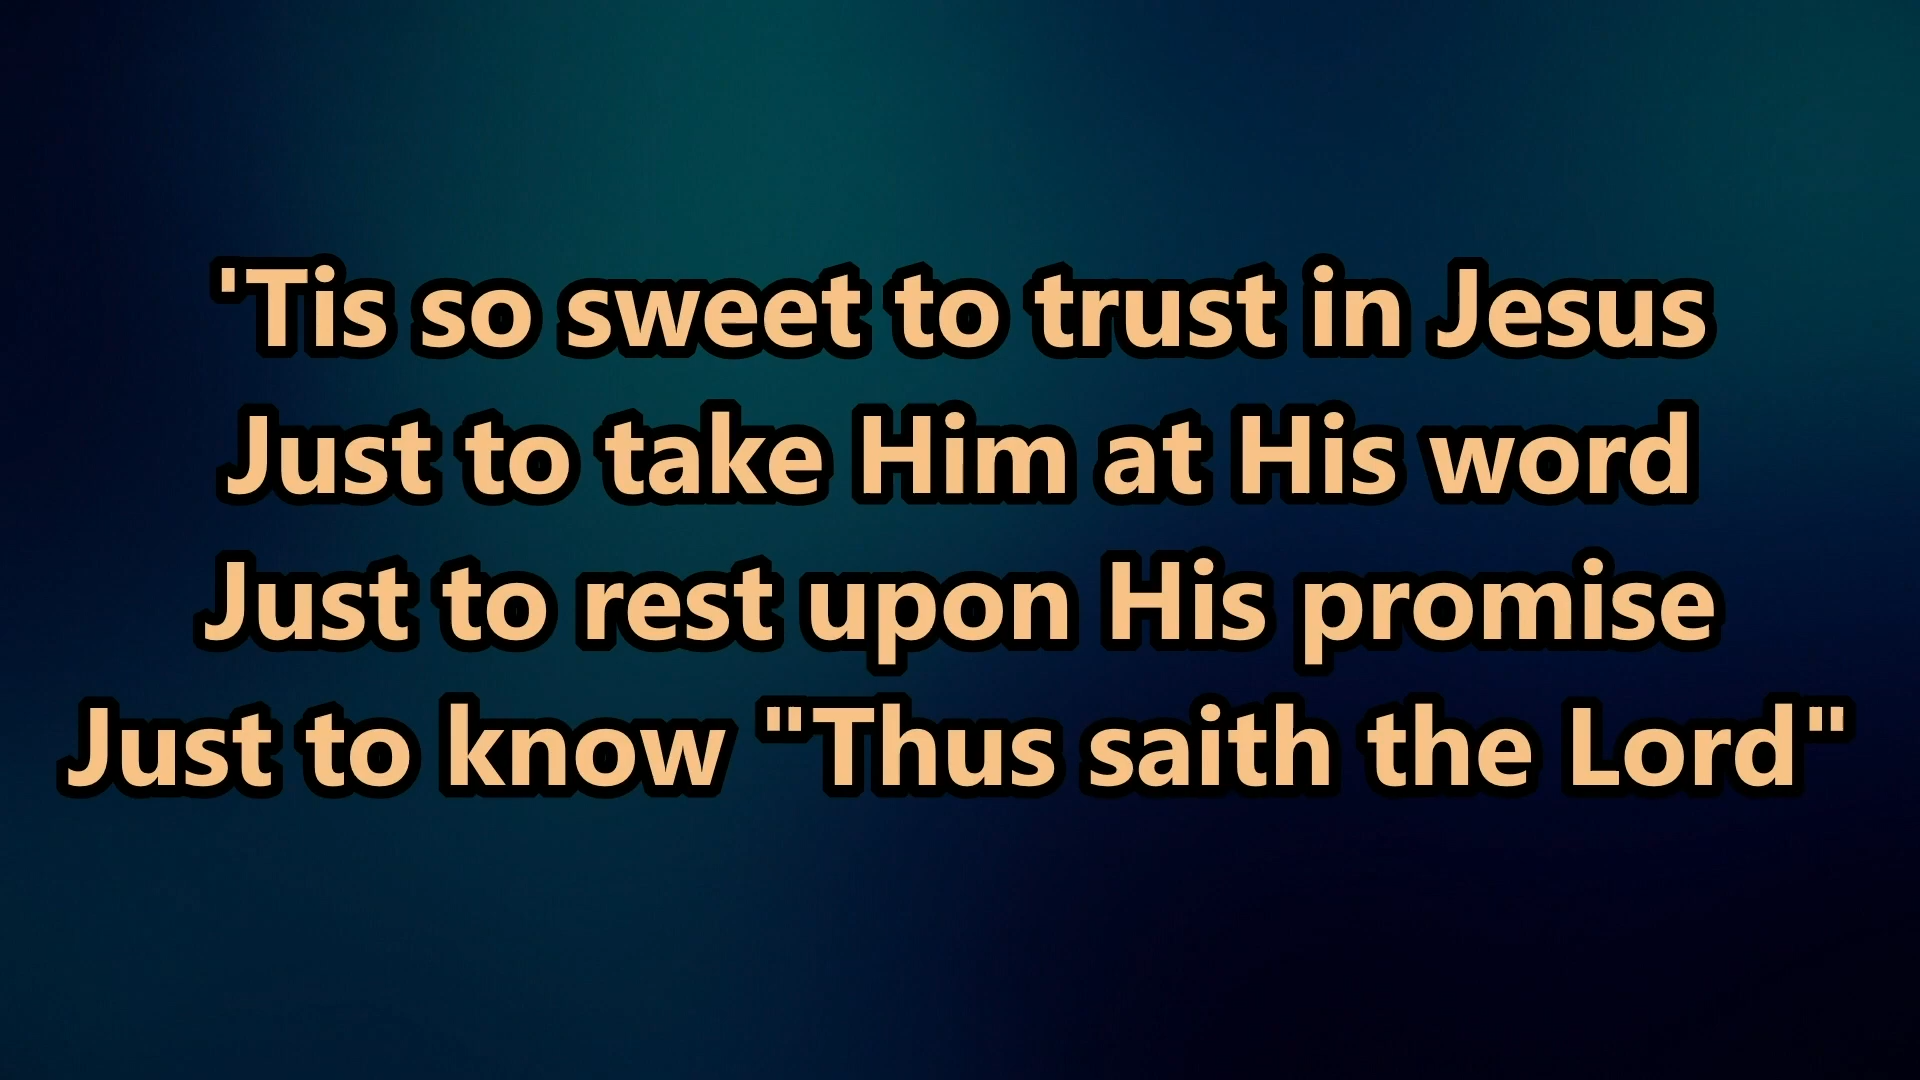 'Tis so sweet to trust in Jesus
Just to take Him at His word
Just to rest upon His promise
Just to know "Thus saith the Lord"